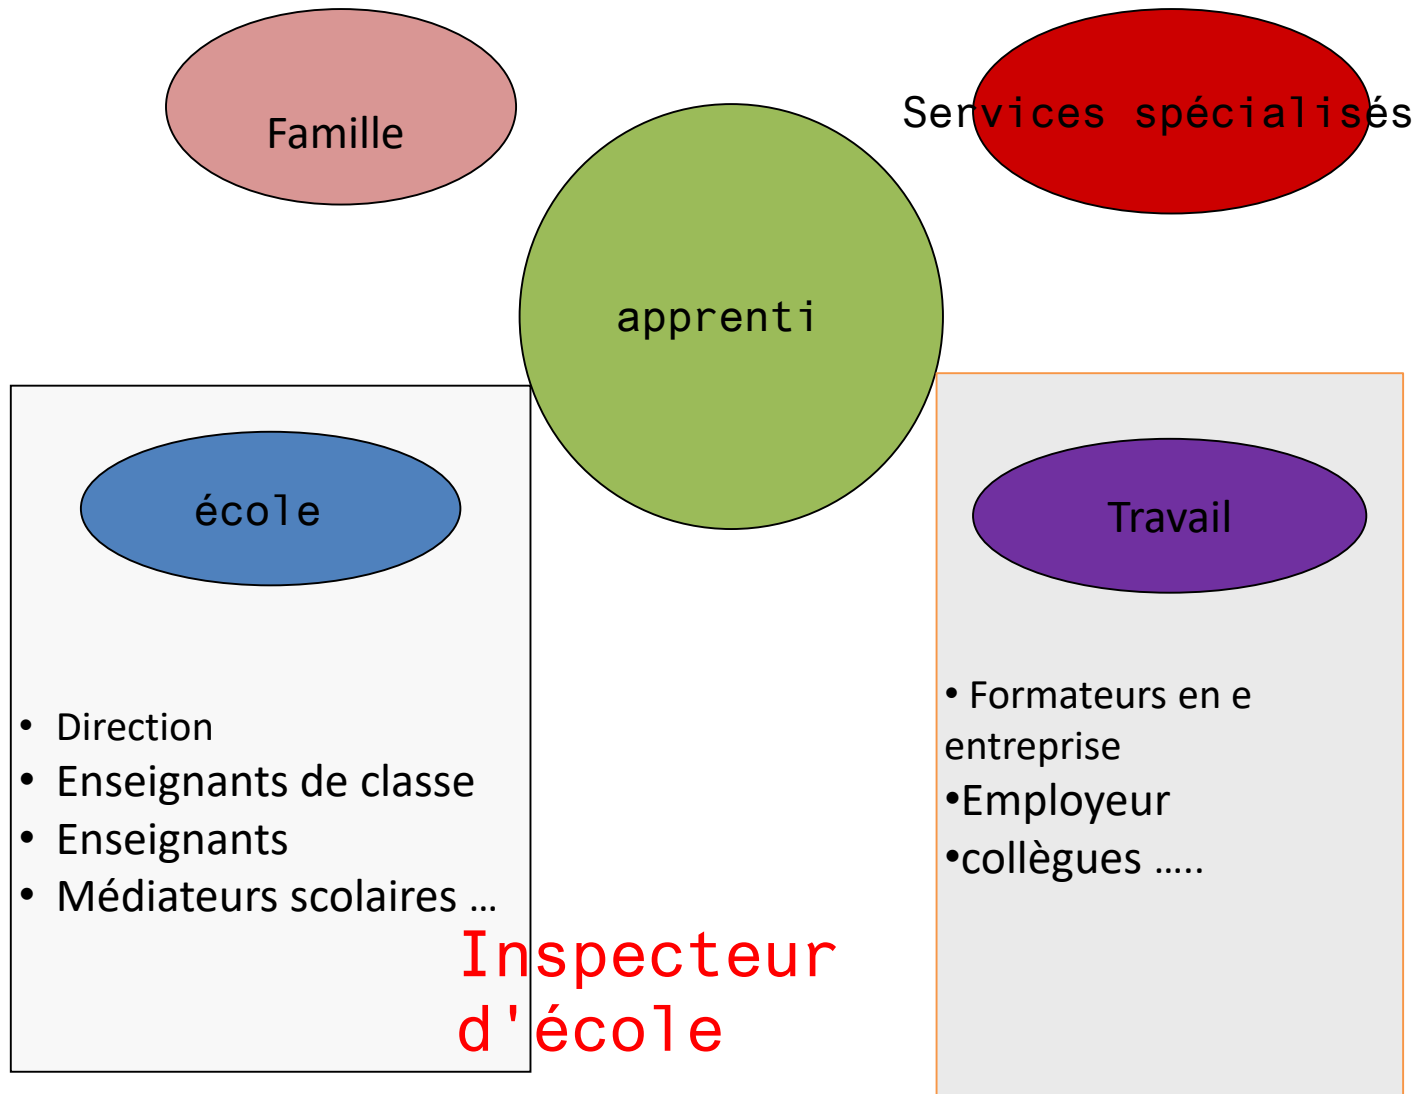 Famille
Services spécialisés
apprenti
école
Travail
• Direction
• Enseignants de classe
• Enseignants
• Médiateurs scolaires ...
• Formateurs en e
entreprise
•Employeur
•collègues .....
Inspecteur
d'école